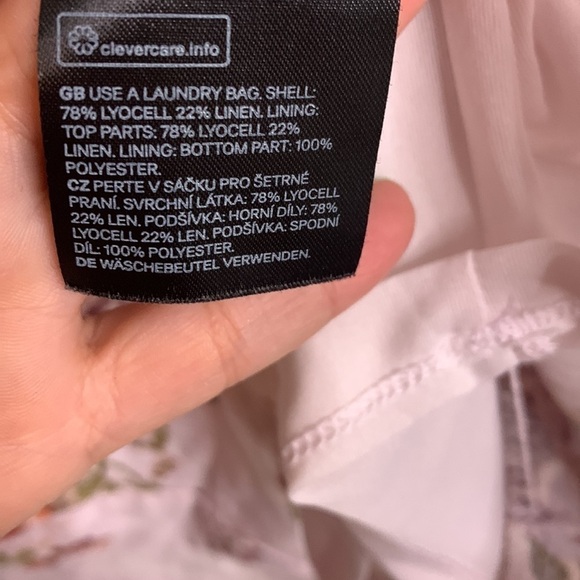 clevercare.info
GB USE A LAUNDRY BAG. SHELL:
78% LYOCELL 22% LINEN. LINING:
TOP PARTS: 78% LYOCELL 22%
LINEN. LINING: BOTTOM PART: 100%
POLYESTER.
CZ PERTE V SÁČKU PRO ŠETRNÉ
PRANÍ. SVRCHNÍ LÁTKA: 78% LYOCELL
22% LEN. PODŠÍVKA: HORNÍ DÍLY: 78%
LYOCELL 22% LEN. PODŠÍVKA: SPODNÍ
DÍL: 100% POLYESTER.
DE WÄSCHEBEUTEL VERWENDEN.